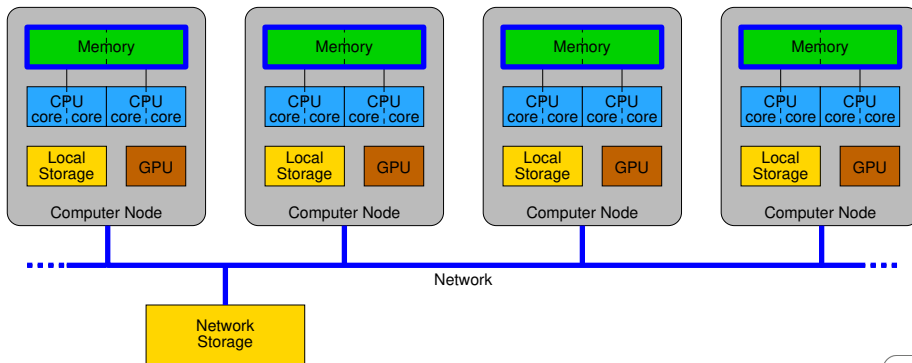 Memory Memory Memory Memory
CPU CPU CPU CPU CPU CPU CPU CPU
core core core core core core core core core core core core core core core core
Local Local Local Local
Storage GPU Storage GPU Storage GPU Storage GPU
Computer Node Computer Node Computer Node Computer Node
Network
Network
Storage